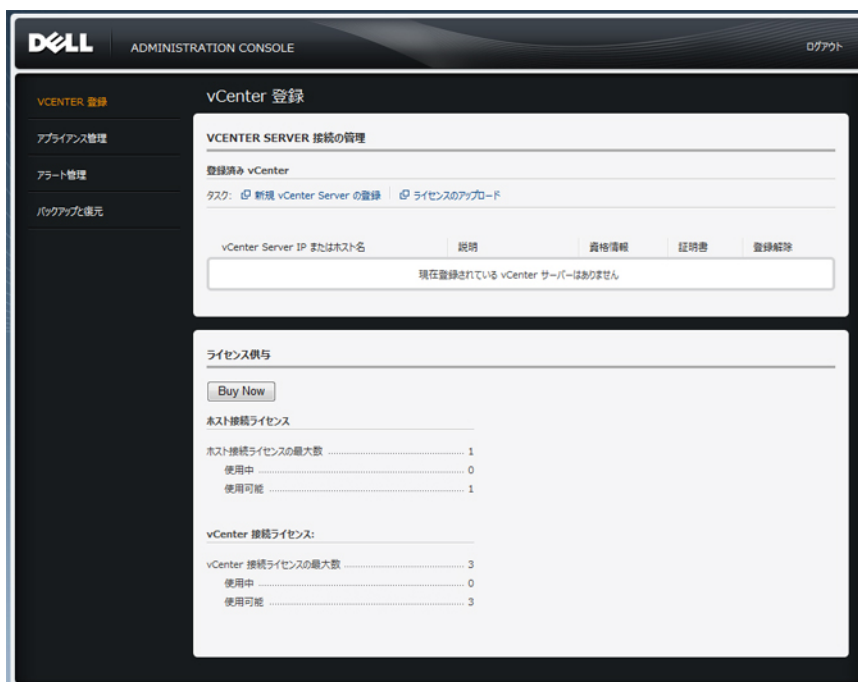 DELL ADMINISTRATION CONSOLE ログアウト
VCENTER 登録
アプライアンス管理
アラート管理
バックアップと復元
vCenter 登録
VCENTER SERVER 接続の管理
登録済み vCenter
タスク: 新規 vCenter Server の登録 ライセンスのアップロード
vCenter Server IP またはホスト名 説明 資格情報 証明書 登録解除
現在登録されている vCenter サーバーはありません
ライセンス供与
Buy Now
ホスト接続ライセンス
ホスト接続ライセンスの最大数 1
使用中 0
使用可能 1
vCenter 接続ライセンス:
vCenter 接続ライセンスの最大数 3
使用中 0
使用可能 3